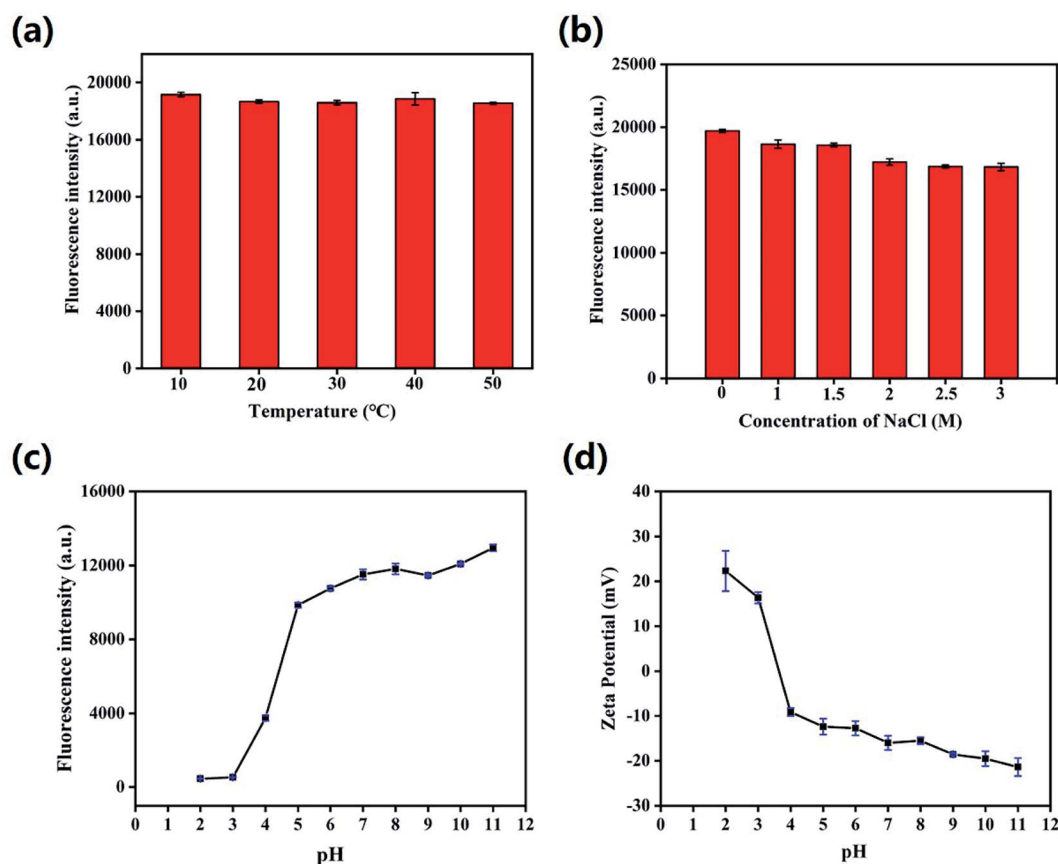 (a)
Fluorescence intensity (a.u.)
20000
16000
12000
8000
4000
0
10 20 30 40 50
Temperature (℃)
(b)
Fluorescence intensity (a.u.)
25000
20000
15000
10000
5000
0
0 1 1.5 2 2.5 3
Concentration of NaCl (M)
(c)
Fluorescence intensity (a.u.)
16000
12000
8000
4000
0
0 1 2 3 4 5 6 7 8 9 10 11 12
pH
(d)
Zeta Potential (mV)
40
30
20
10
0
-10
-20
-30
0 1 2 3 4 5 6 7 8 9 10 11 12
pH